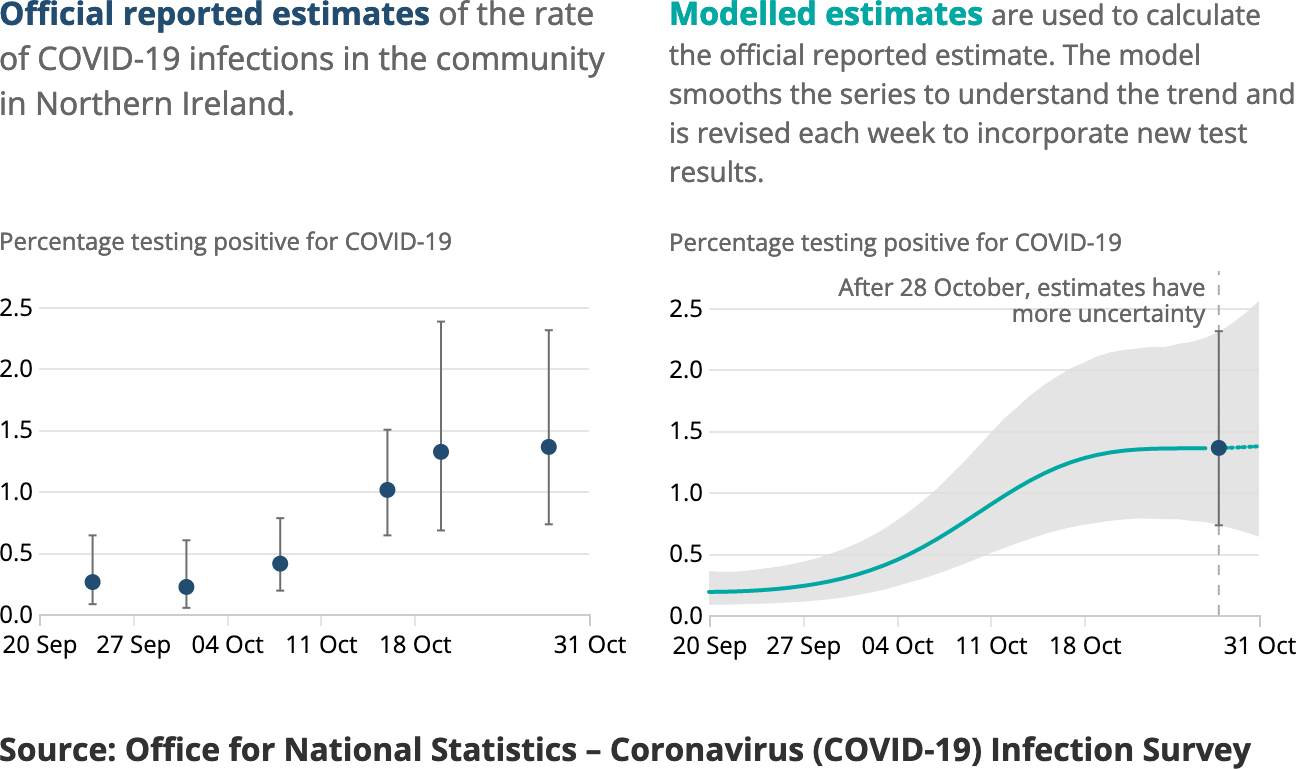 Official reported estimates of the rate
of COVID-19 infections in the community
in Northern Ireland.
Modelled estimates are used to calculate
the official reported estimate. The model
smooths the series to understand the trend and
is revised each week to incorporate new test
results.
Percentage testing positive for COVID-19
2.5
2.0
1.5
1.0
0.5
0.0
20 Sep 27 Sep 04 Oct 11 Oct 18 Oct 31 Oct
Percentage testing positive for COVID-19
After 28 October, estimates have
more uncertainty
2.5
2.0
1.5
1.0
0.5
0.0
20 Sep 27 Sep 04 Oct 11 Oct 18 Oct 31 Oct
Source: Office for National Statistics – Coronavirus (COVID-19) Infection Survey